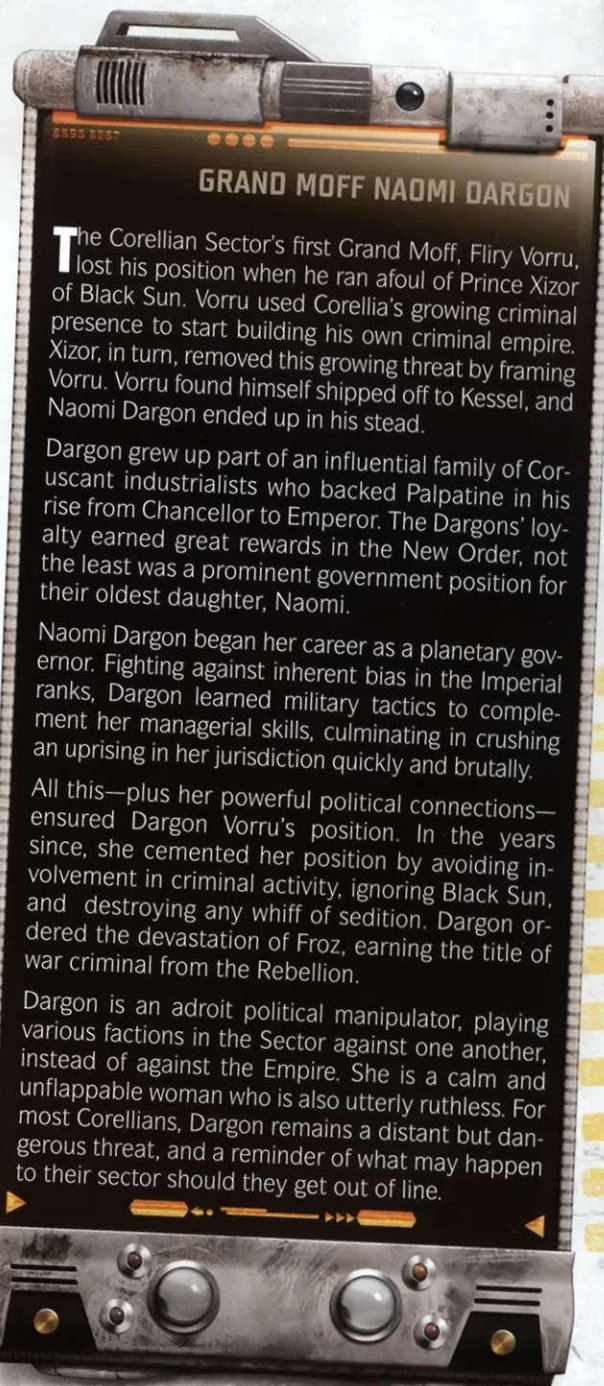 GRAND MOFF NAOMI DARGON
The Corellian Sector's first Grand Moff, Fliry Vorru,
lost his position when he ran afoul of Prince Xizor
of Black Sun. Vorru used Corellia's growing criminal
presence to start building his own criminal empire.
Xizor, in turn, removed this growing threat by framing
Vorru. Vorru found himself shipped off to Kessel, and
Naomi Dargon ended up in his stead.
Dargon grew up part of an influential family of Cor-
uscant industrialists who backed Palpatine in his
rise from Chancellor to Emperor. The Dargons' loy-
alty earned great rewards in the New Order, not
the least was a prominent government position for
their oldest daughter, Naomi.
Naomi Dargon began her career as a planetary gov-
ernor. Fighting against inherent bias in the Imperial
ranks, Dargon learned military tactics to comple-
ment her managerial skills, culminating in crushing
an uprising in her jurisdiction quickly and brutally.
All this—plus her powerful political connections—
ensured Dargon Vorru's position. In the years
since, she cemented her position by avoiding in-
volvement in criminal activity, ignoring Black Sun,
and destroying any whiff of sedition. Dargon or-
dered the devastation of Froz, earning the title of
war criminal from the Rebellion.
Dargon is an adroit political manipulator, playing
various factions in the Sector against one another,
instead of against the Empire. She is a calm and
unflappable woman who is also utterly ruthless. For
most Corellians, Dargon remains a distant but dan-
gerous threat, and a reminder of what may happen
to their sector should they get out of line.